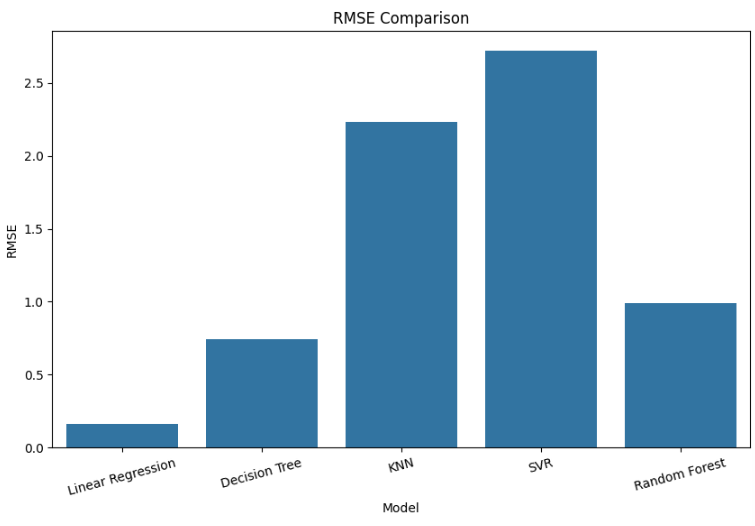 RMSE Comparison
RMSE
2.5
2.0
1.5
1.0
0.5
0.0
Linear Regression
Decision Tree
KNN
SVR
Random Forest
Model